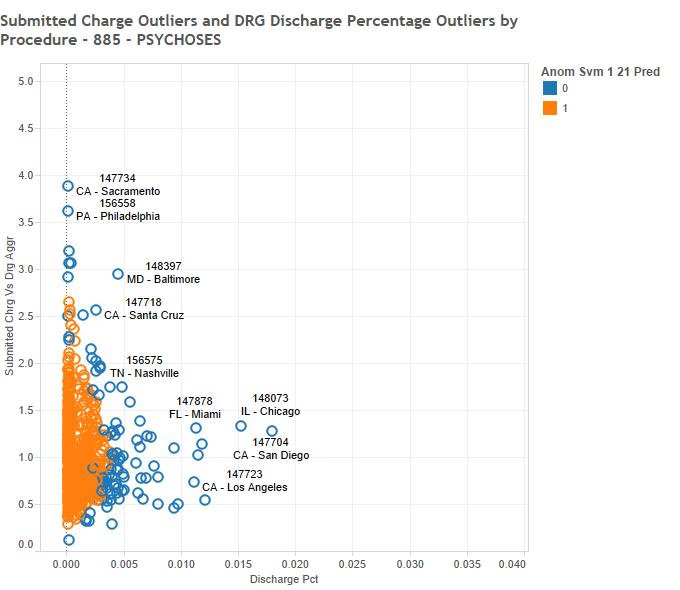 Submitted Charge Outliers and DRG Discharge Percentage Outliers by
Procedure - 885 - PSYCHOSES
Anom Svm 1 21 Pred
0
1
Submitted Chrg Vs Drg Aggr
5.0
4.5
4.0
3.5
3.0
2.5
2.0
1.5
1.0
0.5
0.0
147734
CA - Sacramento
156558
PA - Philadelphia
148397
MD - Baltimore
147718
CA - Santa Cruz
156575
TN - Nashville
147878
FL - Miami
148073
IL - Chicago
147704
CA - San Diego
147723
CA - Los Angeles
0.000
0.005
0.010
0.015
0.020
0.025
0.030
0.035
0.040
Discharge Pct